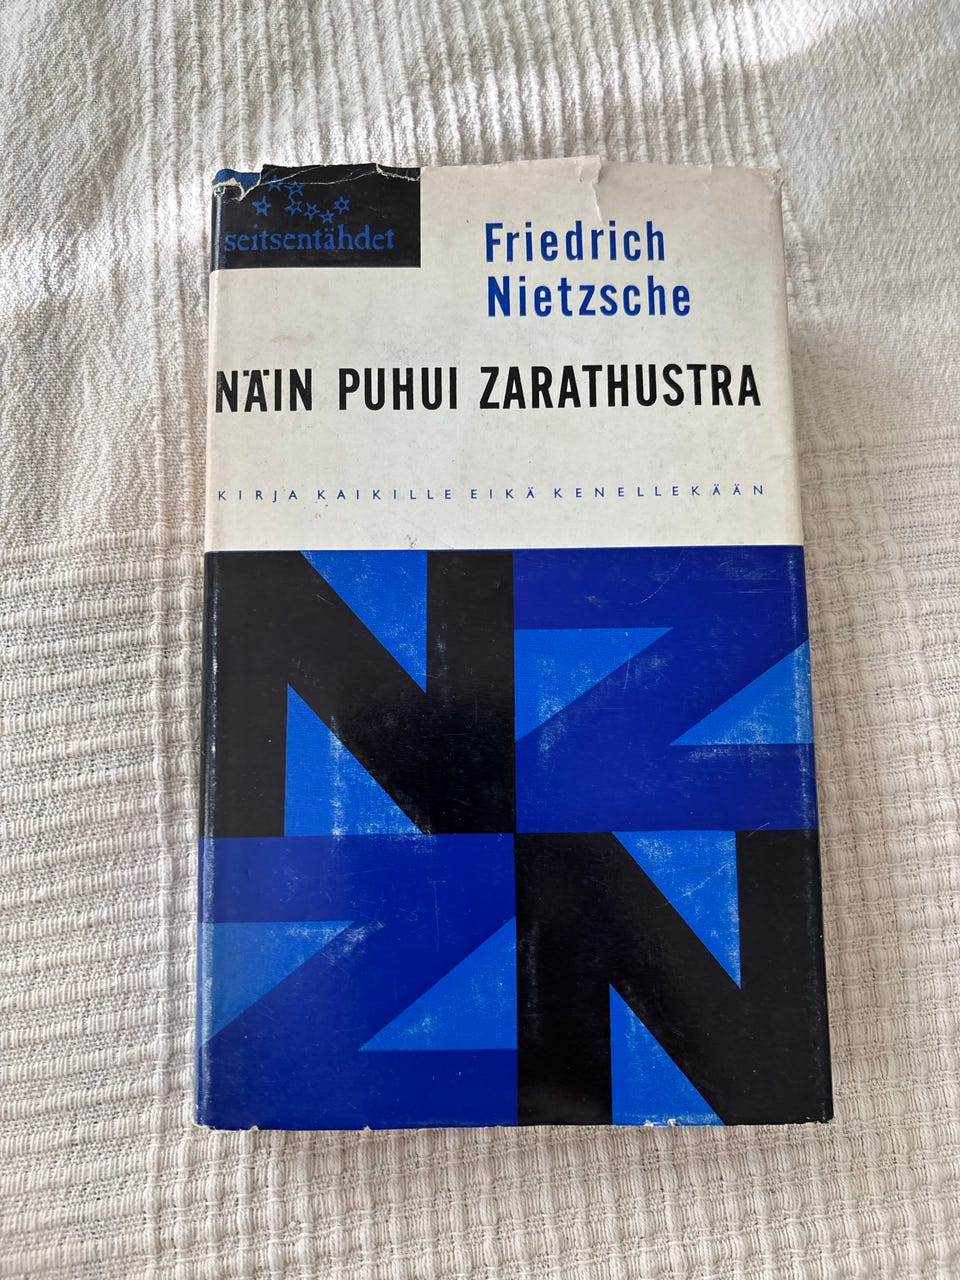 seitsentähdet
Friedrich
Nietzsche
NÄIN PUHUI ZARATHUSTRA
KIRJA KAIKILLE EIKÄ KENELLEKÄÄN
N Z
Z N